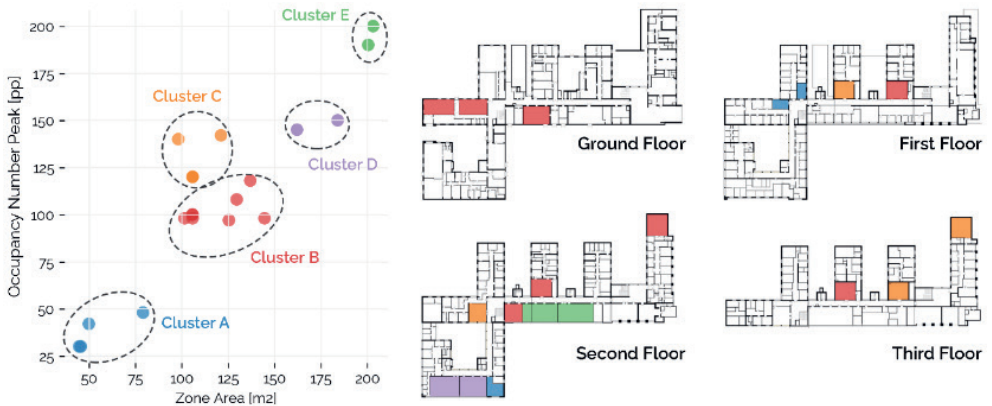 Occupancy Number Peak [pp]
200
175
150
125
100
75
50
25
50
75
100
125
150
175
200
Zone Area [m2]
Cluster E
Cluster C
Cluster D
Cluster B
Cluster A
Ground Floor
First Floor
Second Floor
Third Floor